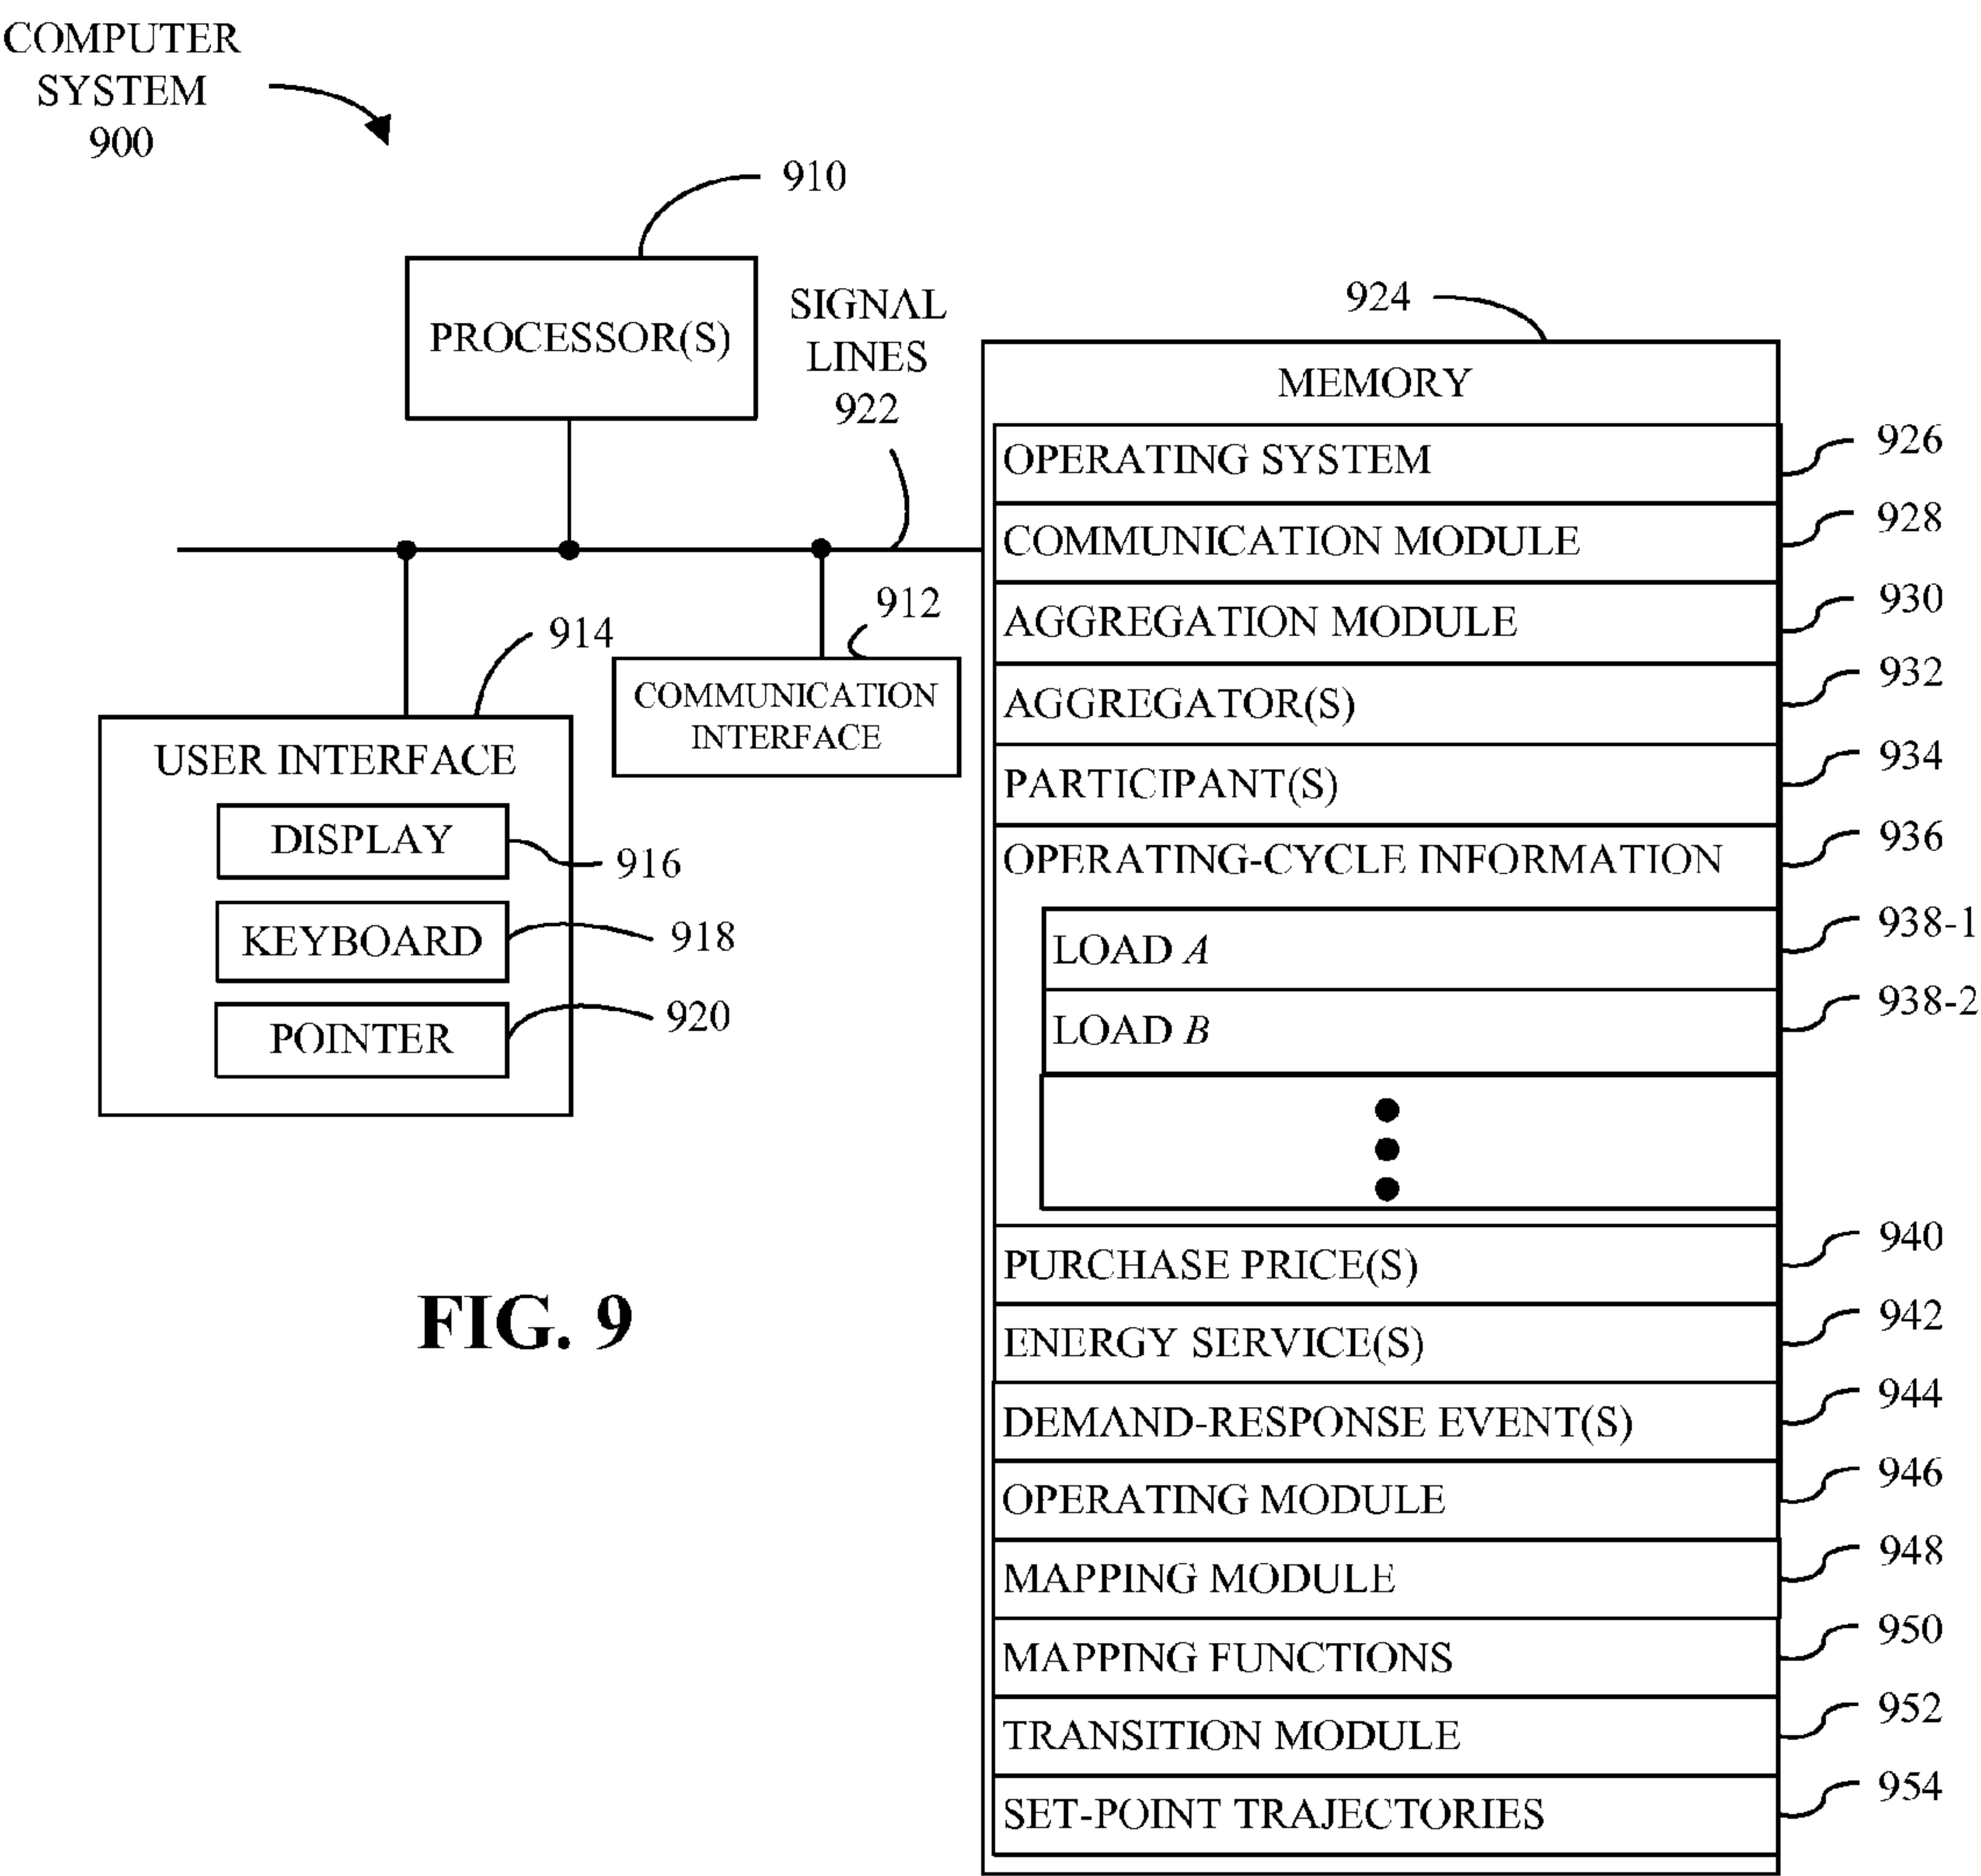 COMPUTER
SYSTEM
900
910
PROCESSOR(S)
SIGNAL
LINES
922
924
MEMORY
OPERATING SYSTEM
926
COMMUNICATION MODULE
928
AGGREGATION MODULE
930
AGGREGATOR(S)
932
PARTICIPANT(S)
934
OPERATING-CYCLE INFORMATION
936
LOAD A
938-1
LOAD B
938-2
PURCHASE PRICE(S)
940
ENERGY SERVICE(S)
942
DEMAND-RESPONSE EVENT(S)
944
OPERATING MODULE
946
MAPPING MODULE
948
MAPPING FUNCTIONS
950
TRANSITION MODULE
952
SET-POINT TRAJECTORIES
954
912
COMMUNICATION
INTERFACE
914
USER INTERFACE
DISPLAY
916
KEYBOARD
918
POINTER
920
FIG. 9